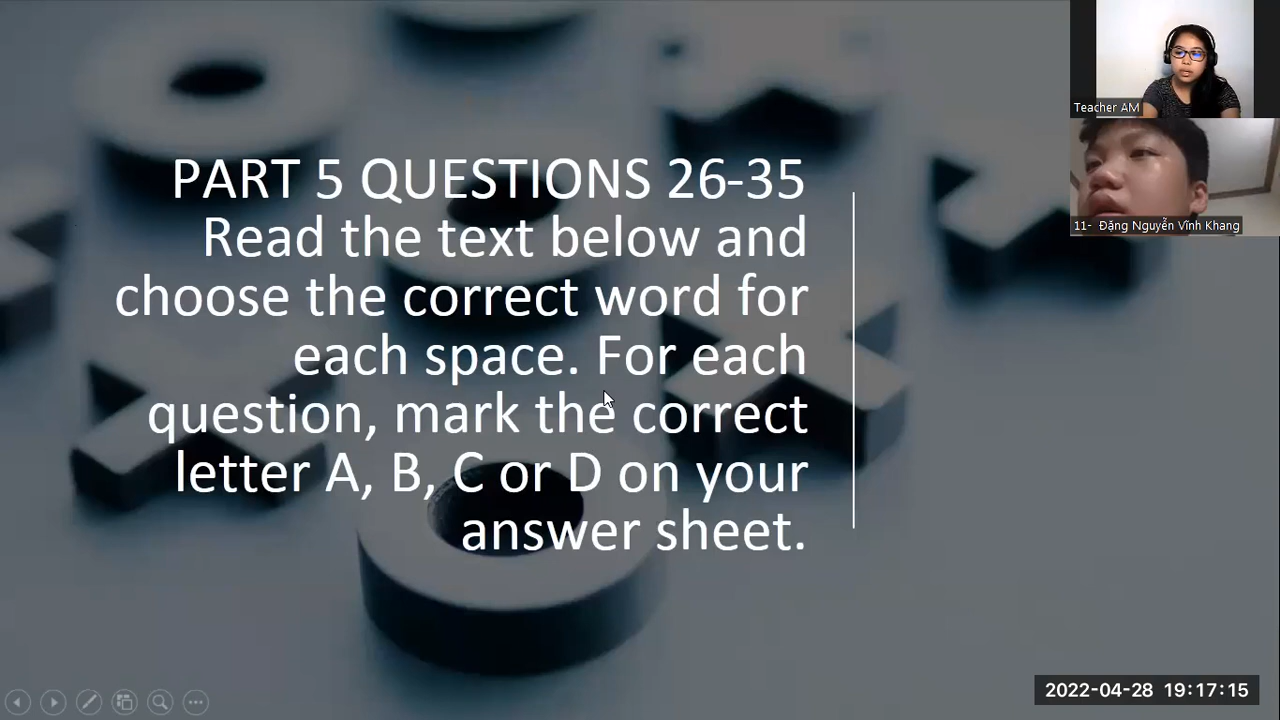 PART 5 QUESTIONS 26-35
Read the text below and
choose the correct word for
each space. For each
question, mark the correct
letter A, B, C or D on your
answer sheet.
Teacher AM
11- Đặng Nguyễn Vĩnh Khang
2022-04-28 19:17:15